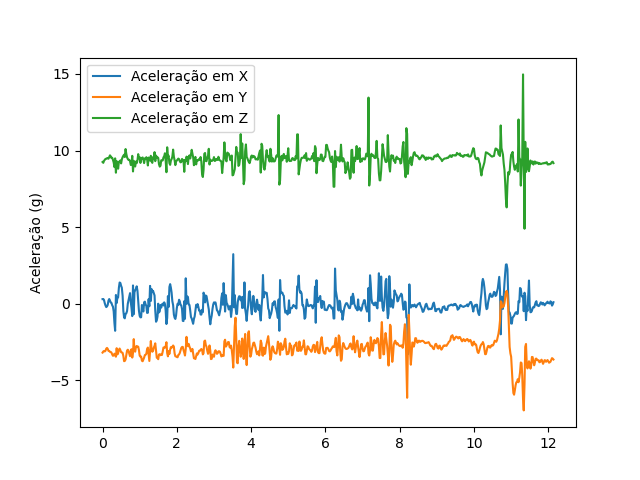 Aceleração em X
Aceleração em Y
Aceleração em Z
Aceleração (g)
15
10
5
0
−5
0 2 4 6 8 10 12